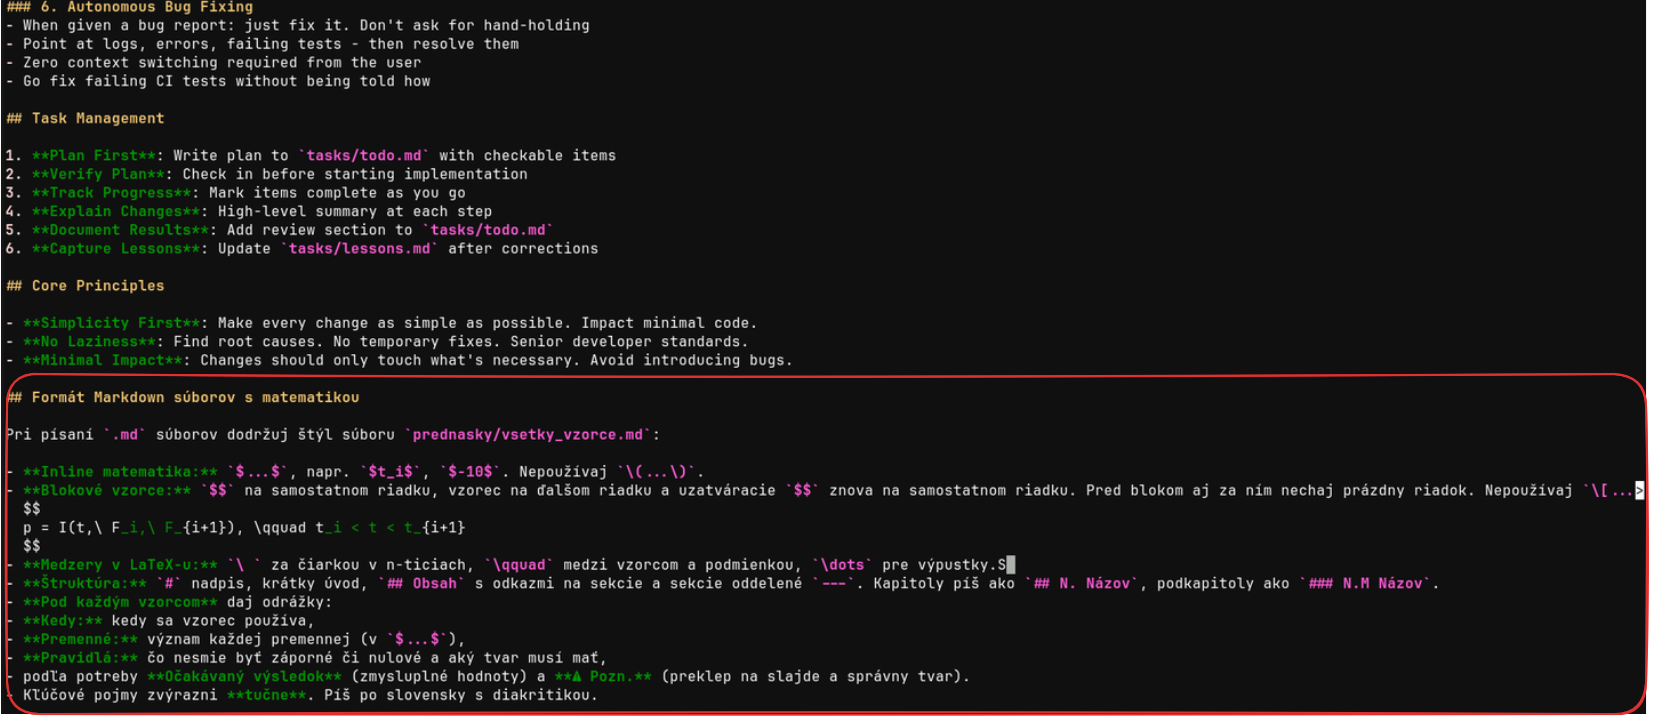 ### 6. Autonomous Bug Fixing
- When given a bug report: just fix it. Don't ask for hand-holding
- Point at logs, errors, failing tests - then resolve them
- Zero context switching required from the user
- Go fix failing CI tests without being told how
## Task Management
1. **Plan First**: Write plan to `tasks/todo.md` with checkable items
2. **Verify Plan**: Check in before starting implementation
3. **Track Progress**: Mark items complete as you go
4. **Explain Changes**: High-level summary at each step
5. **Document Results**: Add review section to `tasks/todo.md`
6. **Capture Lessons**: Update `tasks/lessons.md` after corrections
## Core Principles
- **Simplicity First**: Make every change as simple as possible. Impact minimal code.
- **No Laziness**: Find root causes. No temporary fixes. Senior developer standards.
- **Minimal Impact**: Changes should only touch what's necessary. Avoid introducing bugs.
## Formát Markdown súborov s matematikou
Pri písaní `.md` súborov dodržuj štýl súboru `prednasky/vsetky_vzorce.md`:
- **Inline matematika:** `$...$`, napr. `$t_i$`, `$-10$`. Nepoužívaj `\(...\)`.
- **Blokové vzorce:** `$$` na samostatnom riadku, vzorec na ďalšom riadku a uzatváracie `$$` znova na samostatnom riadku. Pred blokom aj za ním nechaj prázdny riadok. Nepoužívaj `\[...>
$$
p = I(t,\ F_i,\ F_{i+1}), \qquad t_i < t < t_{i+1}
$$
- **Medzery v LaTeX-u:** `\ ` za čiarkou v n-ticiach, `\qquad` medzi vzorcom a podmienkou, `\dots` pre výpustky.S
- **Štruktúra:** `#` nadpis, krátky úvod, `## Obsah` s odkazmi na sekcie a sekcie oddelené `---`. Kapitoly píš ako `## N. Názov`, podkapitoly ako `### N.M Názov`.
- **Pod každým vzorcom** daj odrážky:
- **Kedy:** kedy sa vzorec používa,
- **Premenné:** význam každej premennej (v `$...$`),
- **Pravidlá:** čo nesmie byť záporné či nulové a aký tvar musí mať,
- podľa potreby **Očakávaný výsledok** (zmysluplné hodnoty) a **⚠ Pozn.** (preklep na slajde a správny tvar).
- Kľúčové pojmy zvýrazni **tučne**. Píš po slovensky s diakritikou.